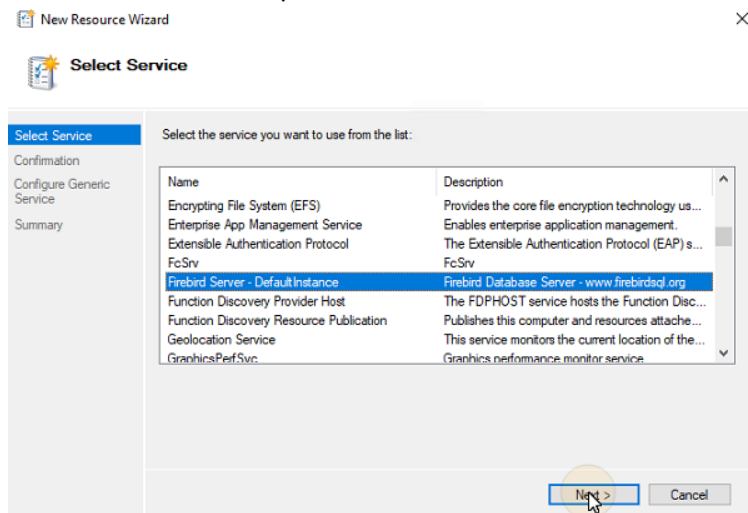 New Resource Wizard
Select Service
Select Service
Confirmation
Configure Generic
Service
Summary
Select the service you want to use from the list:
Name Description
Encrypting File System (EFS) Provides the core file encryption technology us...
Enterprise App Management Service Enables enterprise application management.
Extensible Authentication Protocol The Extensible Authentication Protocol (EAP) s...
FcSrv FcSrv
Firebird Server - DefaultInstance Firebird Database Server - www.firebirdsql.org
Function Discovery Provider Host The FDPHOST service hosts the Function Disc...
Function Discovery Resource Publication Publishes this computer and resources attache...
Geolocation Service This service monitors the current location of the...
GraphicsPerfSvc Graphics performance monitor service
Next > Cancel